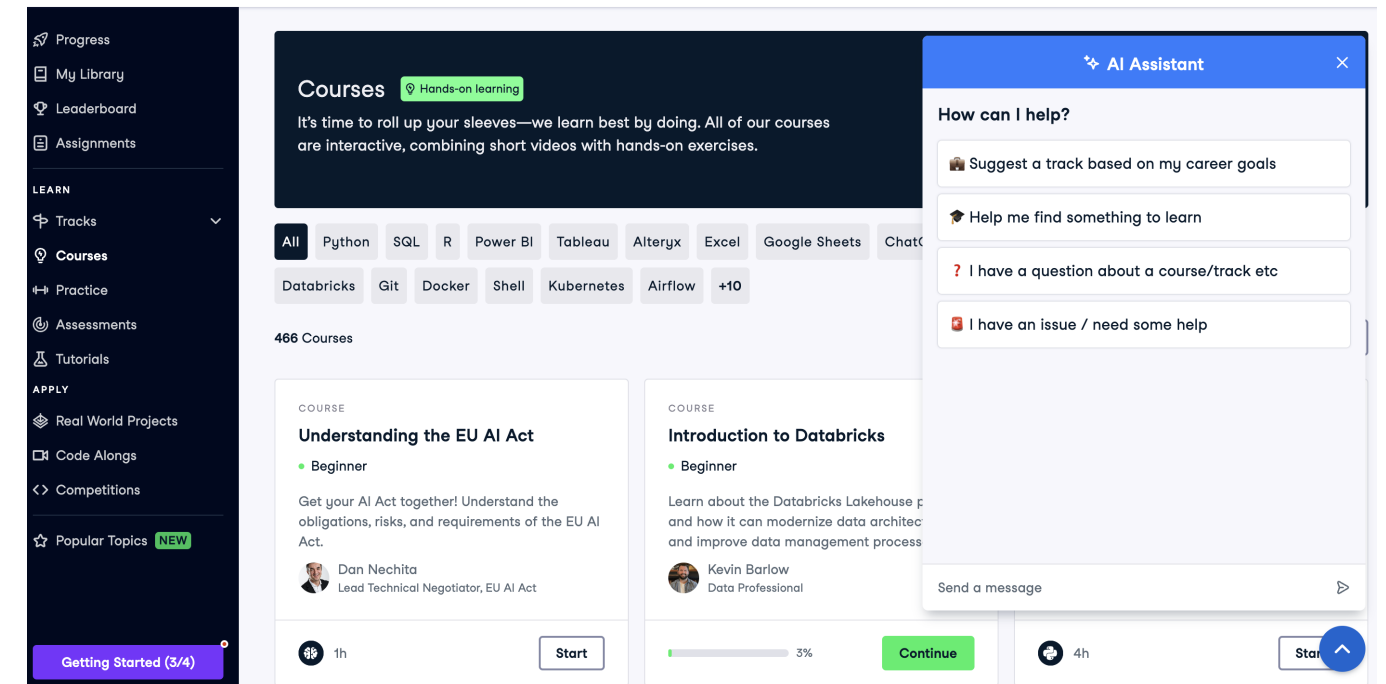 Progress
My Library
Leaderboard
Assignments
LEARN
Tracks
Courses
Practice
Assessments
Tutorials
APPLY
Real World Projects
Code Alongs
Competitions
Popular Topics NEW
Getting Started (3/4)
Courses Hands-on learning
It's time to roll up your sleeves—we learn best by doing. All of our courses
are interactive, combining short videos with hands-on exercises.
All Python SQL R Power BI Tableau Alteryx Excel Google Sheets
Databricks Git Docker Shell Kubernetes Airflow +10
466 Courses
COURSE
Understanding the EU AI Act
Beginner
Get your AI Act together! Understand the
obligations, risks, and requirements of the EU AI
Act.
Dan Nechita
Lead Technical Negotiator, EU AI Act
1h Start
COURSE
Introduction to Databricks
Beginner
Learn about the Databricks Lakehouse
and how it can modernize data
and improve data management
Kevin Barlow
Data Professional
3% Continue
4h
AI Assistant
How can I help?
Suggest a track based on my career goals
Help me find something to learn
I have a question about a course/track etc
I have an issue / need some help
Send a message